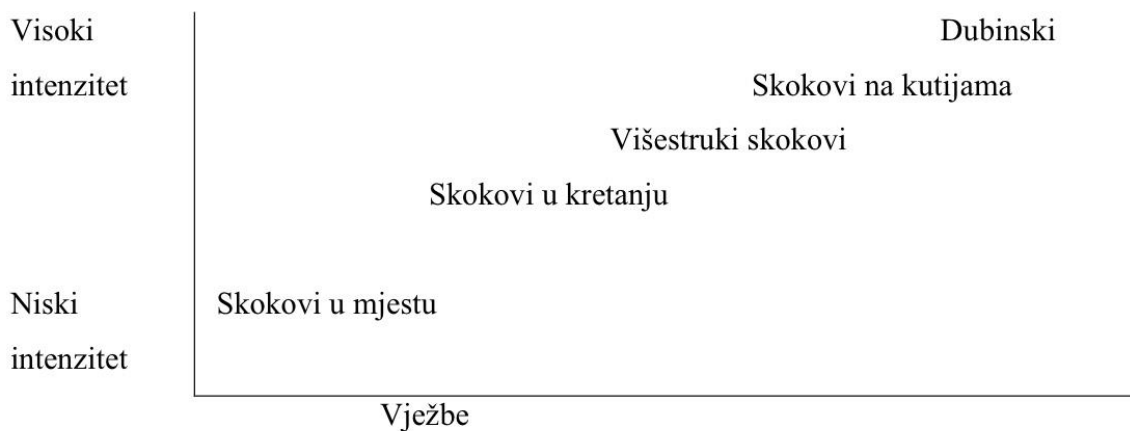 Visoki
intenzitet
Dubinski
Skokovi na kutijama
Višestruki skokovi
Skokovi u kretanju
Niski
intenzitet
Skokovi u mjestu
Vježbe